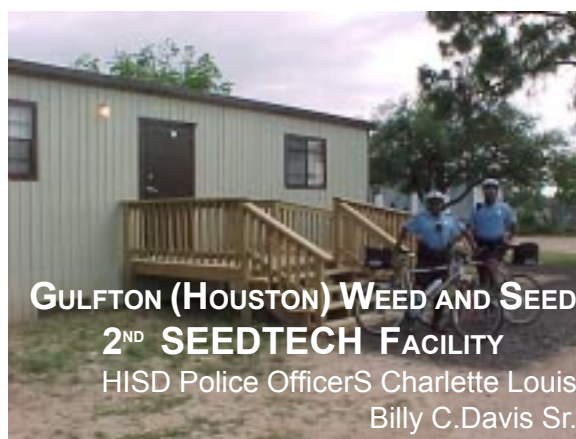 GULFTON (HOUSTON) WEED AND SEED
2ND SEEDTECH FACILITY
HISD Police OfficerS Charlette Louis
Billy C.Davis Sr.